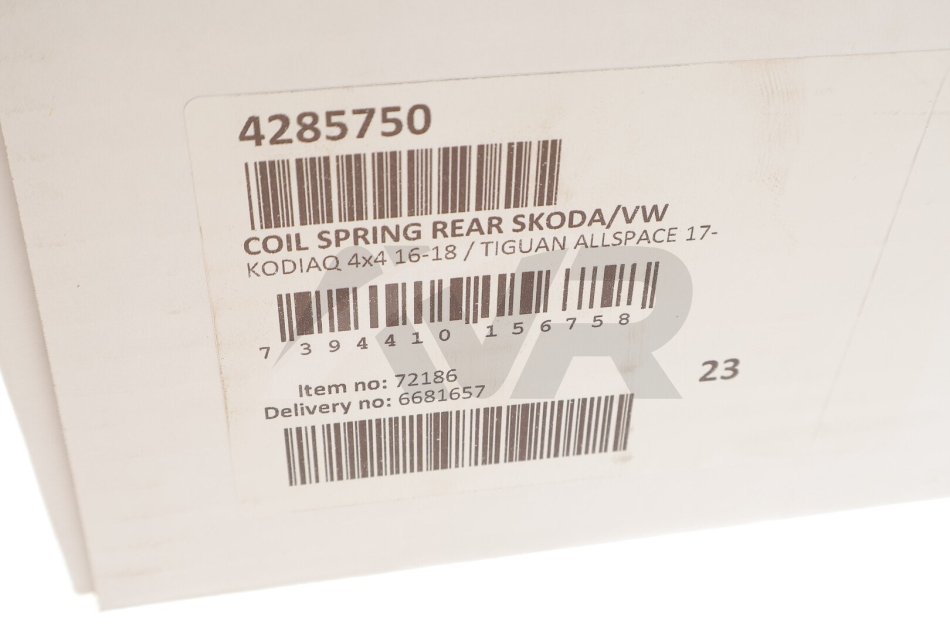 4285750
COIL SPRING REAR SKODA/VW
KODIAQ 4x4 16-18 / TIGUAN ALLSPACE 17-
7 394410 156758
Item no: 72186
23
Delivery no: 6681657
VR